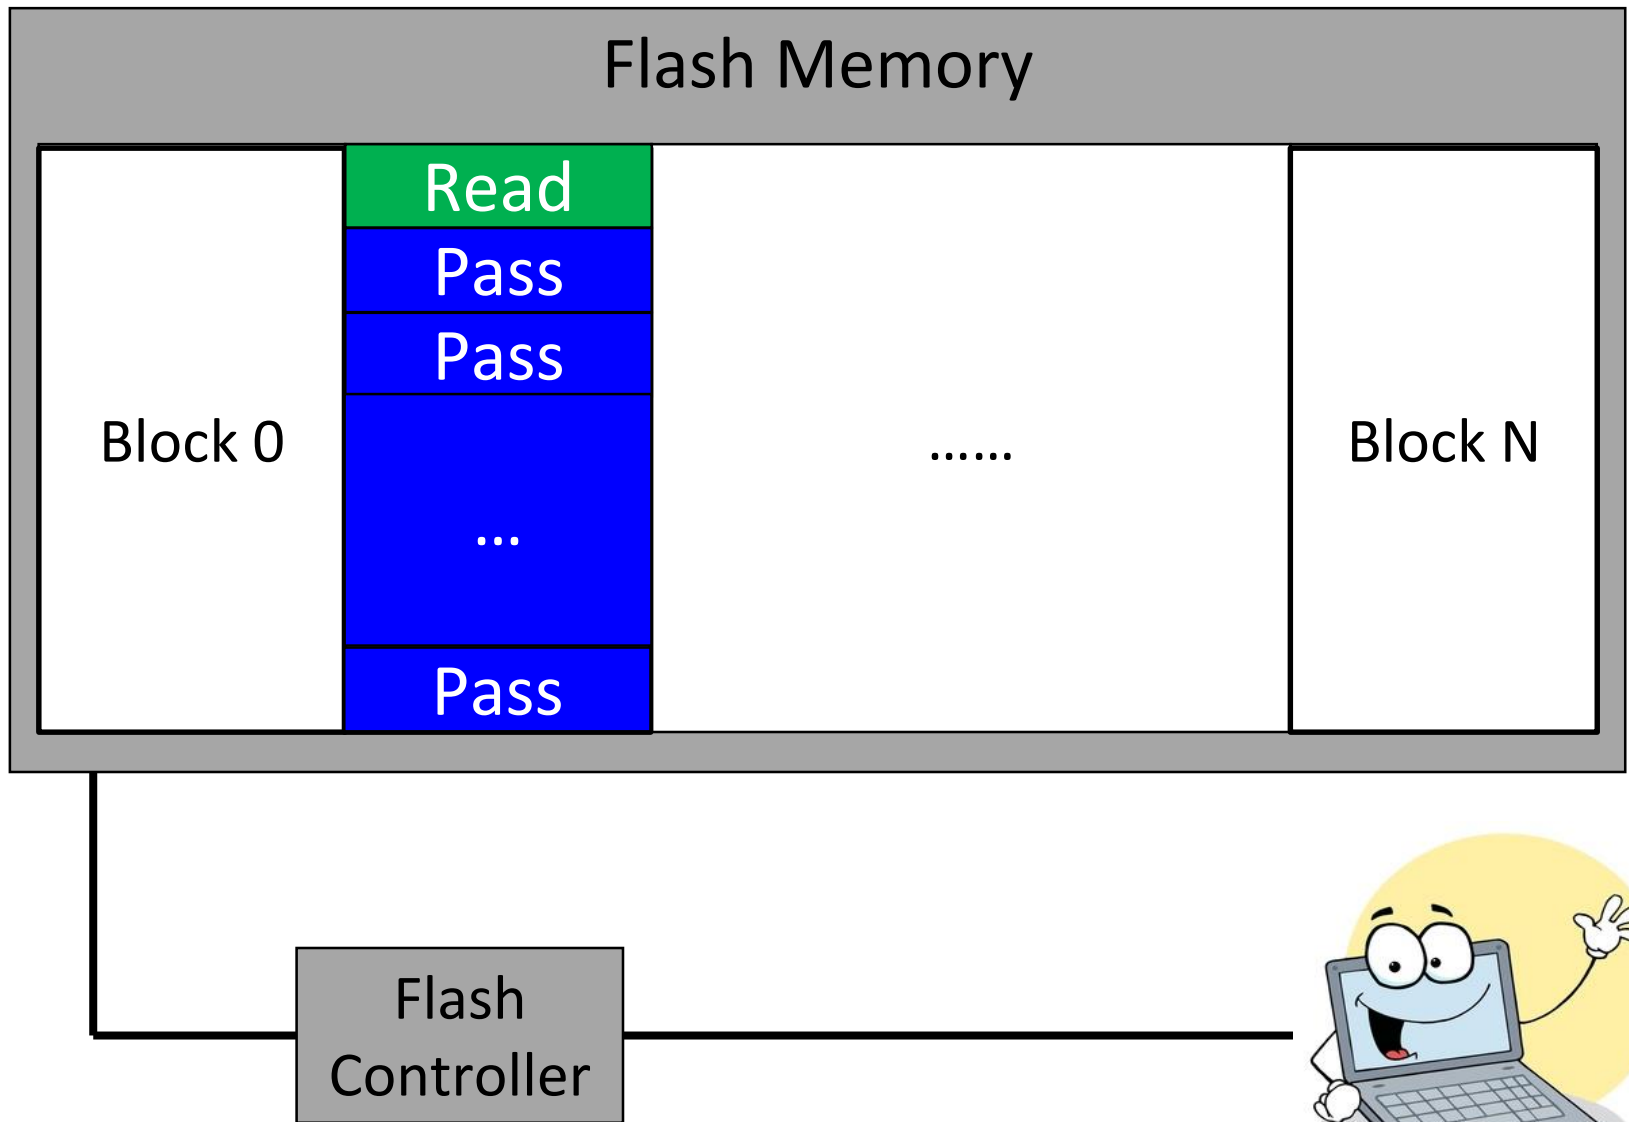 Flash Memory
Read
Pass
Pass
Block 0
……
Block N
…
Pass
Flash
Controller